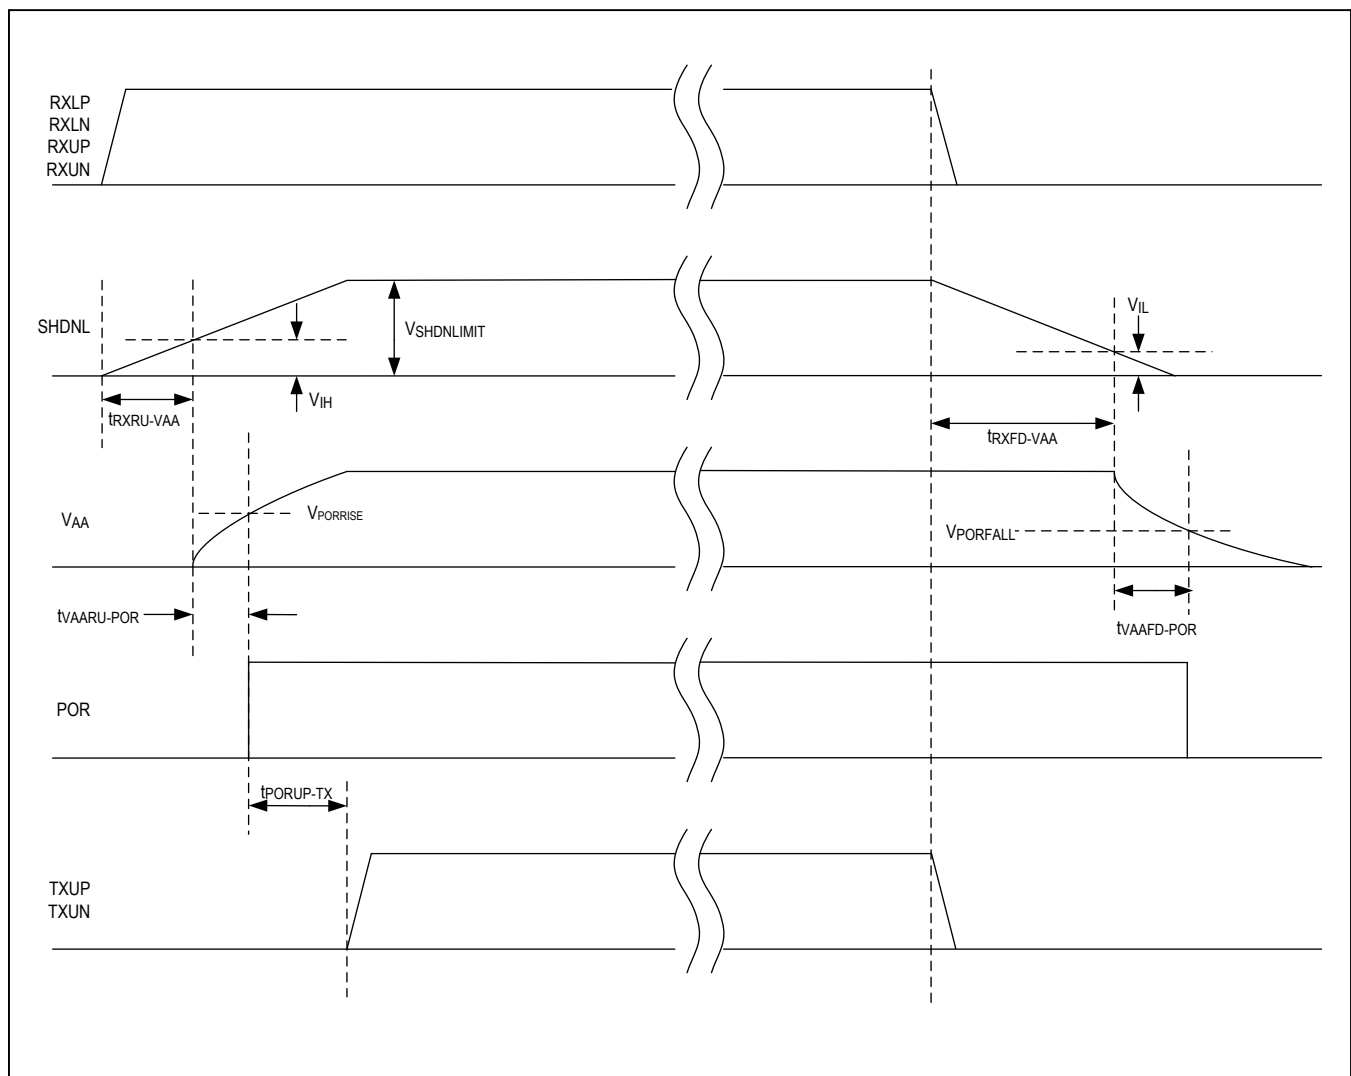 RXLP
RXLN
RXUP
RXUN
SHDNL
VSHDNLIMIT
VIL
VIH
tRXRU-VAA
tRXFD-VAA
VAA
VPORRISE
VPORFALL
tVAARU-POR
tVAAFD-POR
POR
tPORUP-TX
TXUP
TXUN